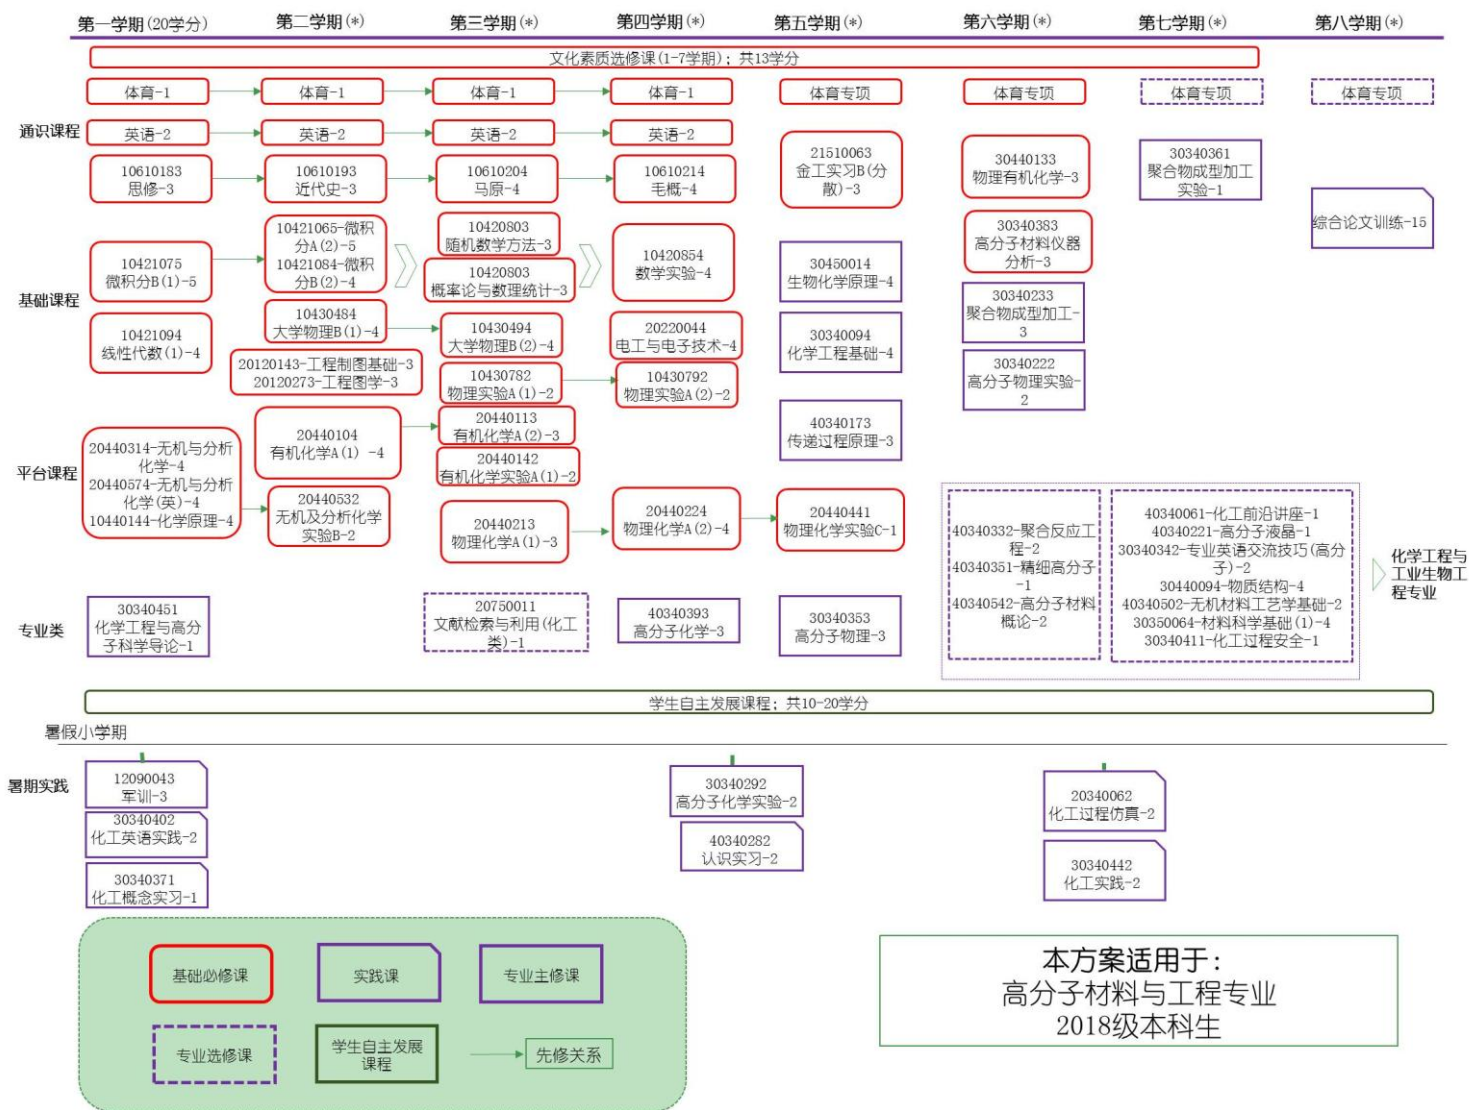 第一学期(20学分)
第二学期(*)
第三学期(*)
第四学期(*)
第五学期(*)
第六学期(*)
第七学期(*)
第八学期(*)
文化素质选修课(1-7学期); 共13学分
通识课程
体育-1
体育-1
体育-1
体育-1
体育专项
体育专项
体育专项
体育专项
英语-2
英语-2
英语-2
英语-2
10610183
思修-3
10610193
近代史-3
10610204
马原-4
10610214
毛概-4
21510063
金工实习B(分
散)-3
30440133
物理有机化学-3
30340361
聚合物成型加工
实验-1
综合论文训练-15
基础课程
10421075
微积分B(1)-5
10421065-微积
分A(2)-5
10421084-微积
分B(2)-4
10420803
随机数学方法-3
10420803
概率论与数理统计-3
10420854
数学实验-4
30450014
生物化学原理-4
30340383
高分子材料仪器
分析-3
10421094
线性代数(1)-4
10430484
大学物理B(1)-4
10430494
大学物理B(2)-4
20220044
电工与电子技术-4
30340094
化学工程基础-4
30340233
聚合物成型加工-
3
20120143-工程制图基础-3
20120273-工程图学-3
10430782
物理实验A(1)-2
10430792
物理实验A(2)-2
30340222
高分子物理实验-
2
平台课程
20440314-无机与分析
化学-4
20440574-无机与分析
化学(英)-4
10440144-化学原理-4
20440104
有机化学A(1) -4
20440113
有机化学A(2)-3
20440142
有机化学实验A(1)-2
40340173
传递过程原理-3
20440532
无机及分析化学
实验B-2
20440213
物理化学A(1)-3
20440224
物理化学A(2)-4
20440441
物理化学实验C-1
40340332-聚合反应工
程-2
40340351-精细高分子
-1
40340542-高分子材料
概论-2
40340061-化工前沿讲座-1
40340221-高分子液晶-1
30340342-专业英语交流技巧(高分
子)-2
30440094-物质结构-4
40340502-无机材料工艺学基础-2
30350064-材料科学基础(1)-4
30340411-化工过程安全-1
化学工程与
工业生物工
程专业
专业类
30340451
化学工程与高分
子科学导论-1
20750011
文献检索与利用(化工
类)-1
40340393
高分子化学-3
30340353
高分子物理-3
学生自主发展课程; 共10-20学分
暑假小学期
暑期实践
12090043
军训-3
30340402
化工英语实践-2
30340371
化工概念实习-1
30340292
高分子化学实验-2
40340282
认识实习-2
20340062
化工过程仿真-2
30340442
化工实践-2
基础必修课
实践课
专业主修课
专业选修课
学生自主发展
课程
先修关系
本方案适用于:
高分子材料与工程专业
2018级本科生